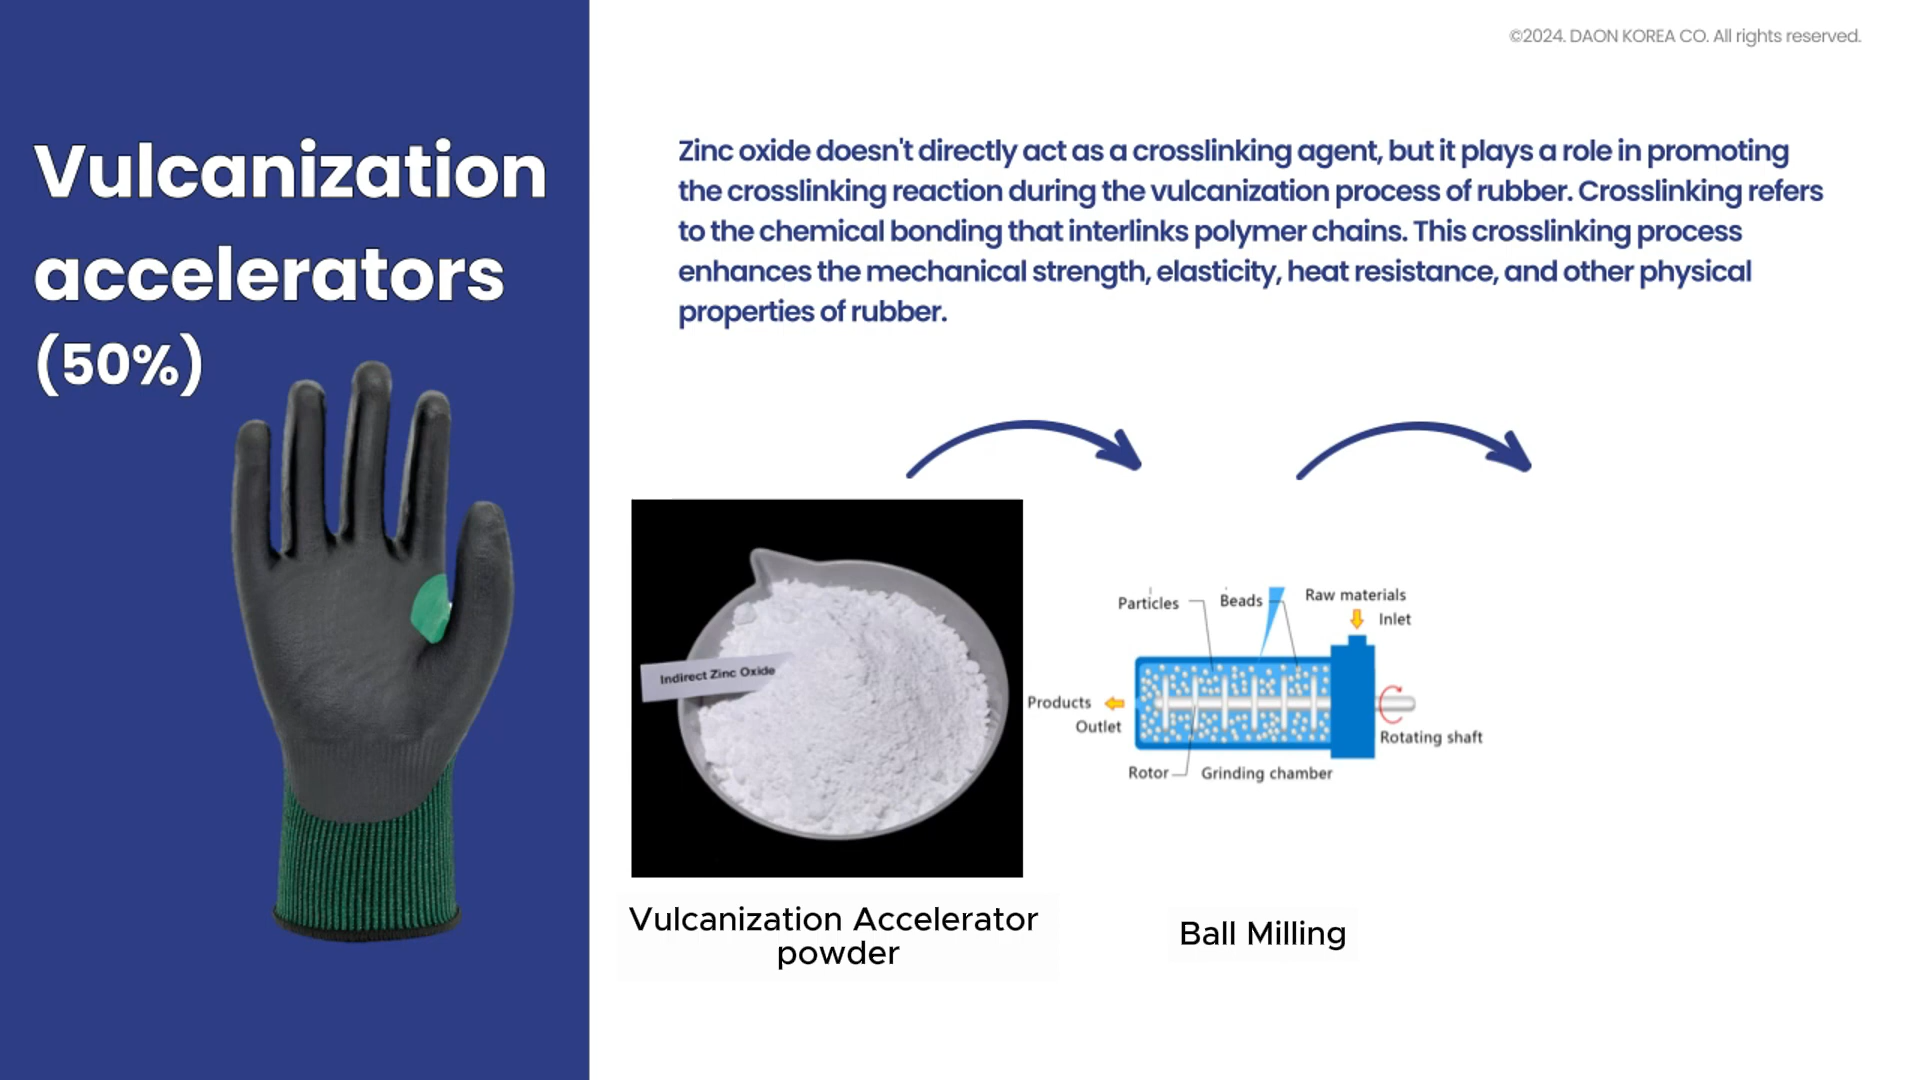 ©2024. DAON KOREA CO. All rights reserved.
Vulcanization
accelerators
(50%)
Zinc oxide doesn't directly act as a crosslinking agent, but it plays a role in promoting
the crosslinking reaction during the vulcanization process of rubber. Crosslinking refers
to the chemical bonding that interlinks polymer chains. This crosslinking process
enhances the mechanical strength, elasticity, heat resistance, and other physical
properties of rubber.
Indirect Zinc Oxide
Particles
Beads
Raw materials
Inlet
Products
Outlet
Rotating shaft
Rotor
Grinding chamber
Vulcanization Accelerator
powder
Ball Milling